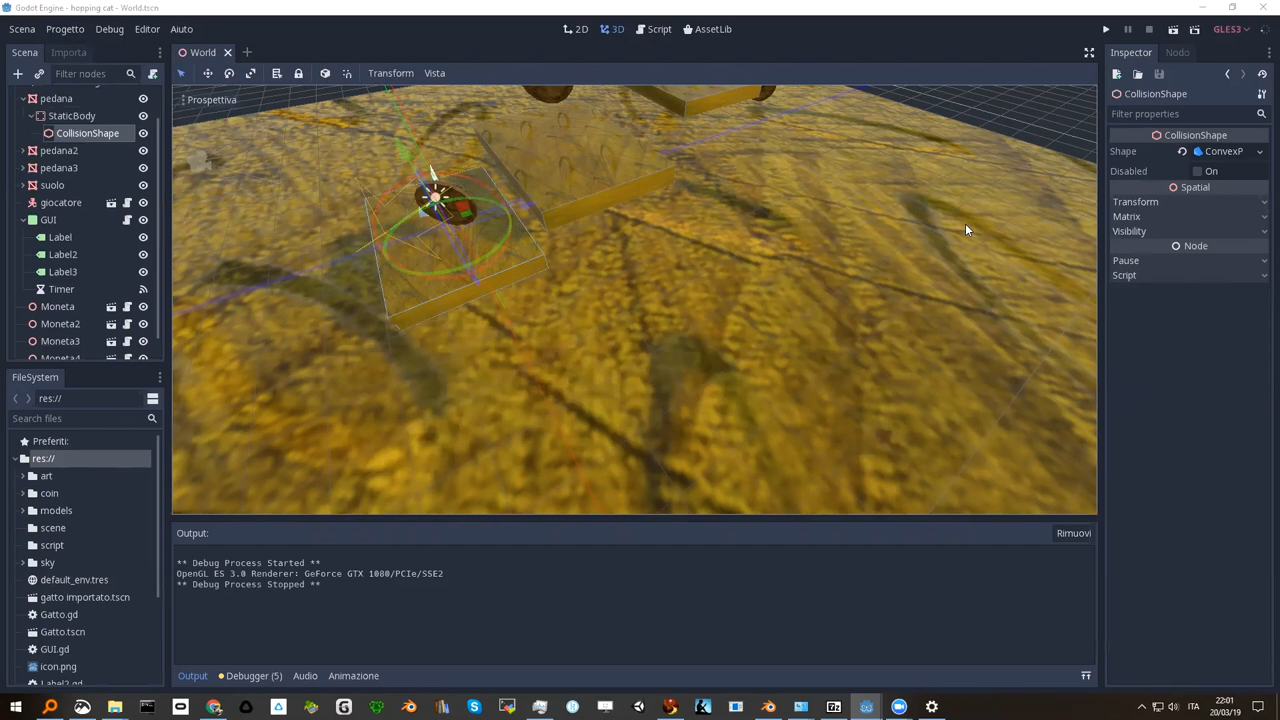 Godot Engine - hopping cat - World.tscn
Scena Progetto Debug Editor Aiuto
2D 3D Script AssetLib
GLES3
Scena Importa
World
Inspector Nodo
Filter nodes
Transform Vista
Prospettiva
pedana
StaticBody
CollisionShape
pedana2
pedana3
suolo
giocatore
GUI
Label
Label2
Label3
Timer
Moneta
Moneta2
Moneta3
Moneta4
FileSystem
res://
Search files
Preferiti:
res://
art
coin
models
scene
script
sky
default_env.tres
gatto importato.tscn
Gatto.gd
Gatto.tscn
GUI.gd
icon.png
Label2.gd
Output:
Rimuovi
** Debug Process Started **
OpenGL ES 3.0 Renderer: GeForce GTX 1080/PCIe/SSE2
** Debug Process Stopped **
Output Debugger (5) Audio Animazione
CollisionShape
Filter properties
CollisionShape
Shape ConvexP
Disabled On
Spatial
Transform
Matrix
Visibility
Node
Pause
Script
ITA
22:01
20/03/19